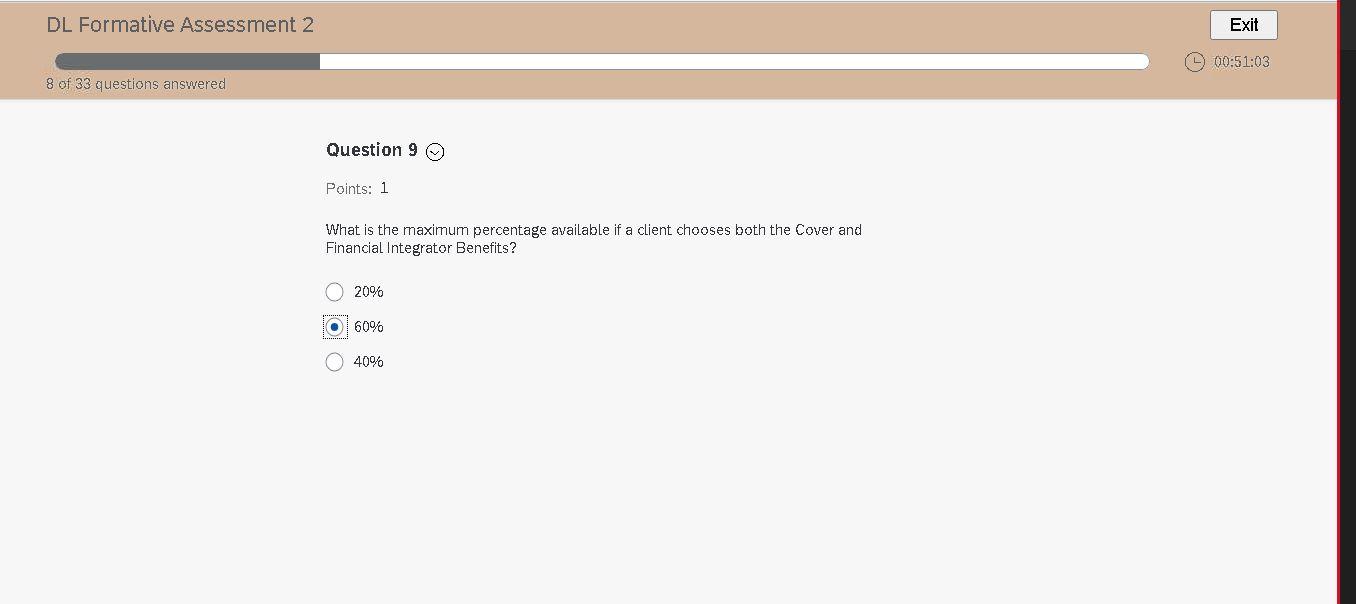 DL Formative Assessment 2
Exit
00:51:03
8 of 33 questions answered
Question 9
Points: 1
What is the maximum percentage available if a client chooses both the Cover and
Financial Integrator Benefits?
20%
60%
40%